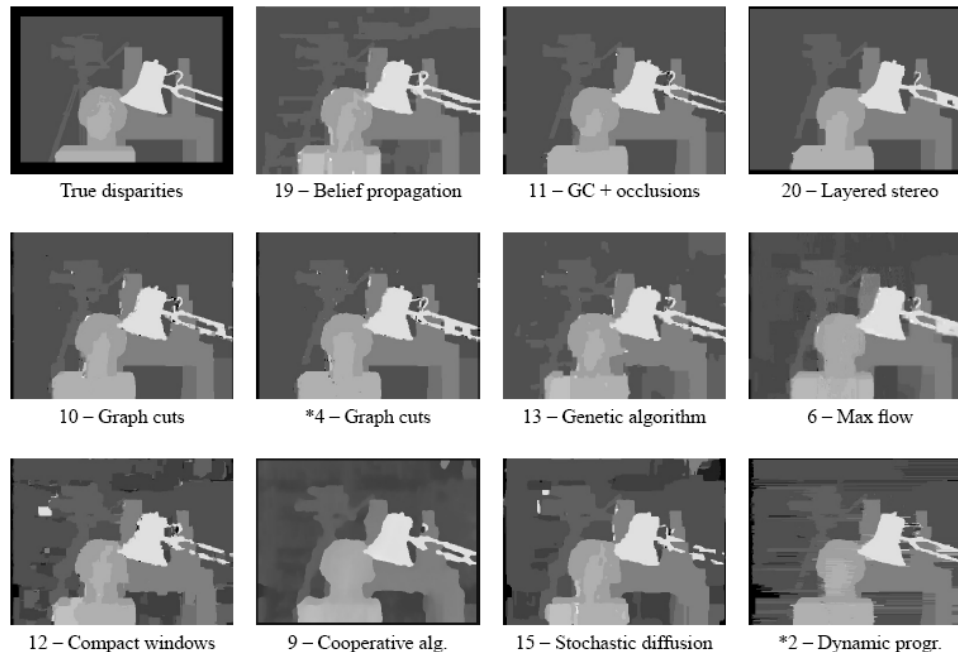 True disparities
19 – Belief propagation
11 – GC + occlusions
20 – Layered stereo
10 – Graph cuts
*4 – Graph cuts
13 – Genetic algorithm
6 – Max flow
12 – Compact windows
9 – Cooperative alg.
15 – Stochastic diffusion
*2 – Dynamic progr.